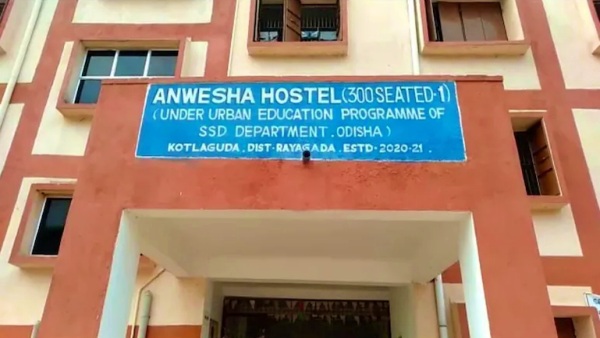 ANWESHA HOSTEL (300 SEATED-1)
(UNDER URBAN EDUCATION PROGRAMME OF
SSD DEPARTMENT. ODISHA)
KOTLAGUDA. DIST-RAYAGADA. ESTD-2020-21.